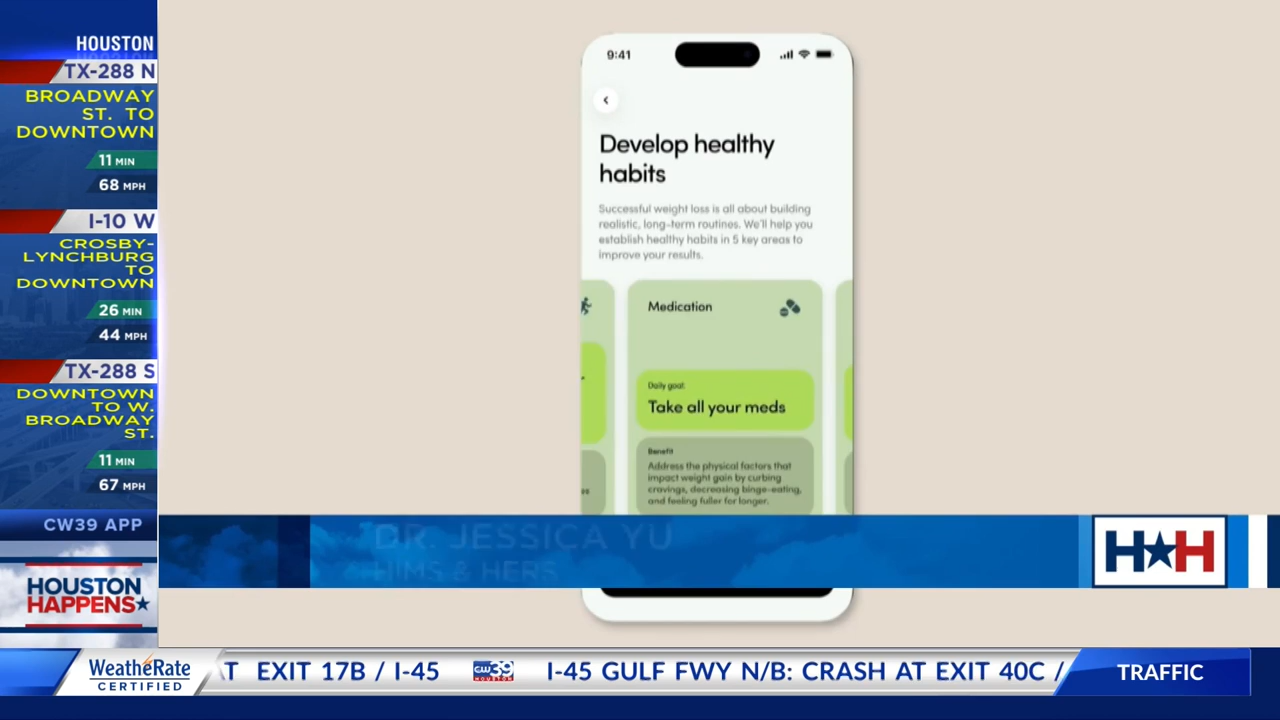 HOUSTON
TX-288 N
BROADWAY
ST. TO
DOWNTOWN
11 MIN
68 MPH
I-10 W
CROSBY-
LYNCHBURG
TO
DOWNTOWN
26 MIN
44 MPH
TX-288 S
DOWNTOWN
TO W.
BROADWAY
ST.
11 MIN
67 MPH
CW39 APP
HOUSTON
HAPPENS
9:41
Develop healthy
habits
Successful weight loss is all about building
realistic, long-term routines. We'll help you
establish healthy habits in 5 key areas to
improve your results.
Medication
Daily goal
Take all your meds
Benefit
Address the physical factors that
impact weight gain by curbing
cravings, decreasing binge-eating,
and feeling fuller for longer.
DR. JESSICA YU
HIMS & HERS
H H
WeatheRate
CERTIFIED
AT EXIT 17B / I-45
CW39
HOUSTON
I-45 GULF FWY N/B: CRASH AT EXIT 40C /
TRAFFIC